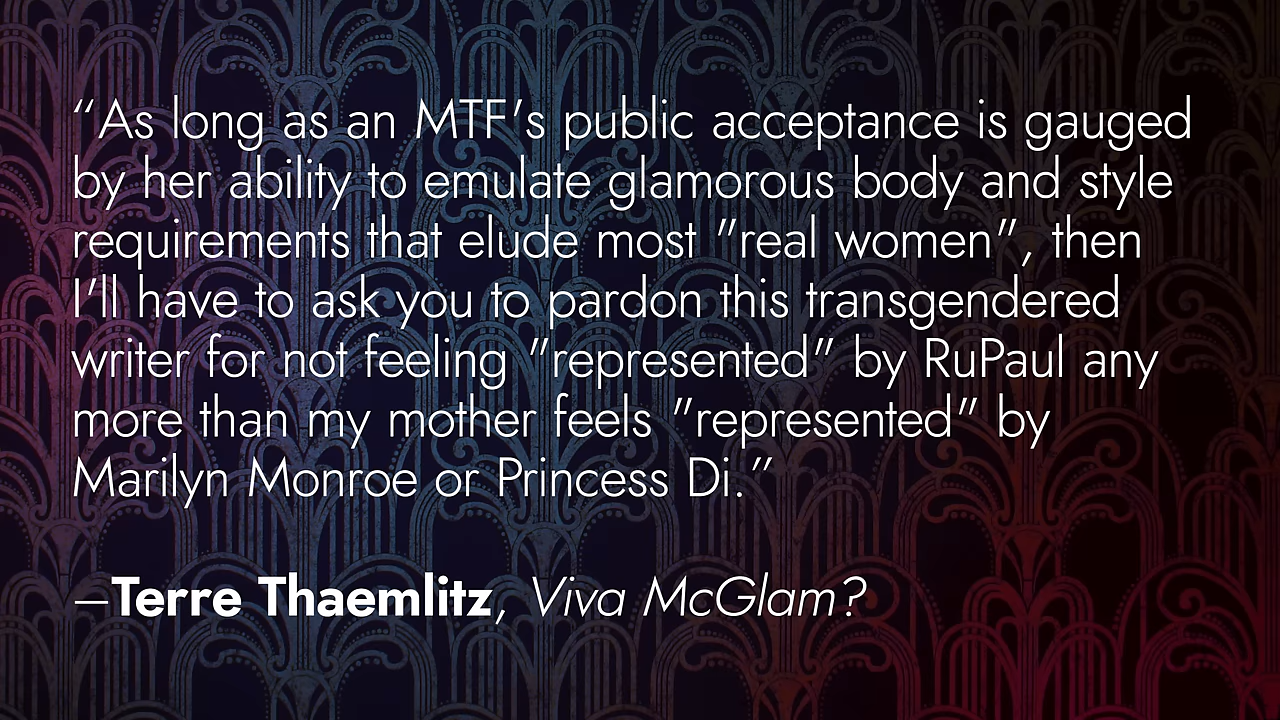 “As long as an MTF's public acceptance is gauged
by her ability to emulate glamorous body and style
requirements that elude most "real women", then
I'll have to ask you to pardon this transgendered
writer for not feeling "represented" by RuPaul any
more than my mother feels "represented" by
Marilyn Monroe or Princess Di.”
—Terre Thaemlitz, Viva McGlam?